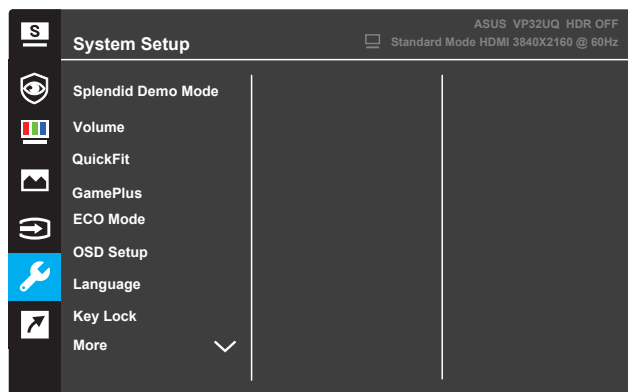 S
ASUS VP32UQ HDR OFF
System Setup
Standard Mode HDMI 3840X2160 @ 60Hz
Splendid Demo Mode
Volume
QuickFit
GamePlus
ECO Mode
OSD Setup
Language
Key Lock
More